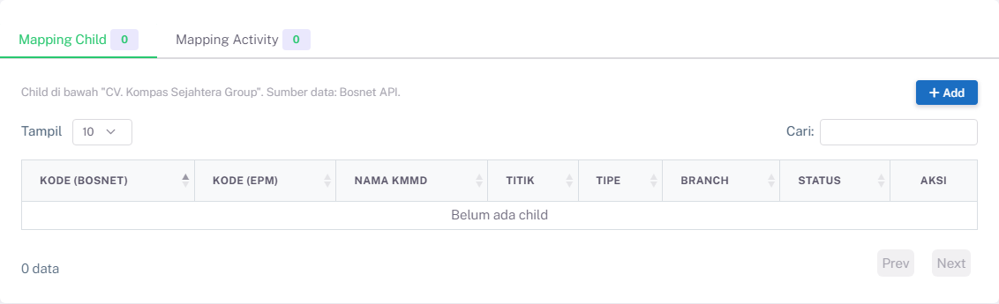 Mapping Child 0 Mapping Activity 0
Child di bawah "CV. Kompas Sejahtera Group". Sumber data: Bosnet API.
+ Add
Tampil 10 Cari:
KODE (BOSNET) KODE (EPM) NAMA KMMD TITIK TIPE BRANCH STATUS AKSI
Belum ada child
0 data Prev Next